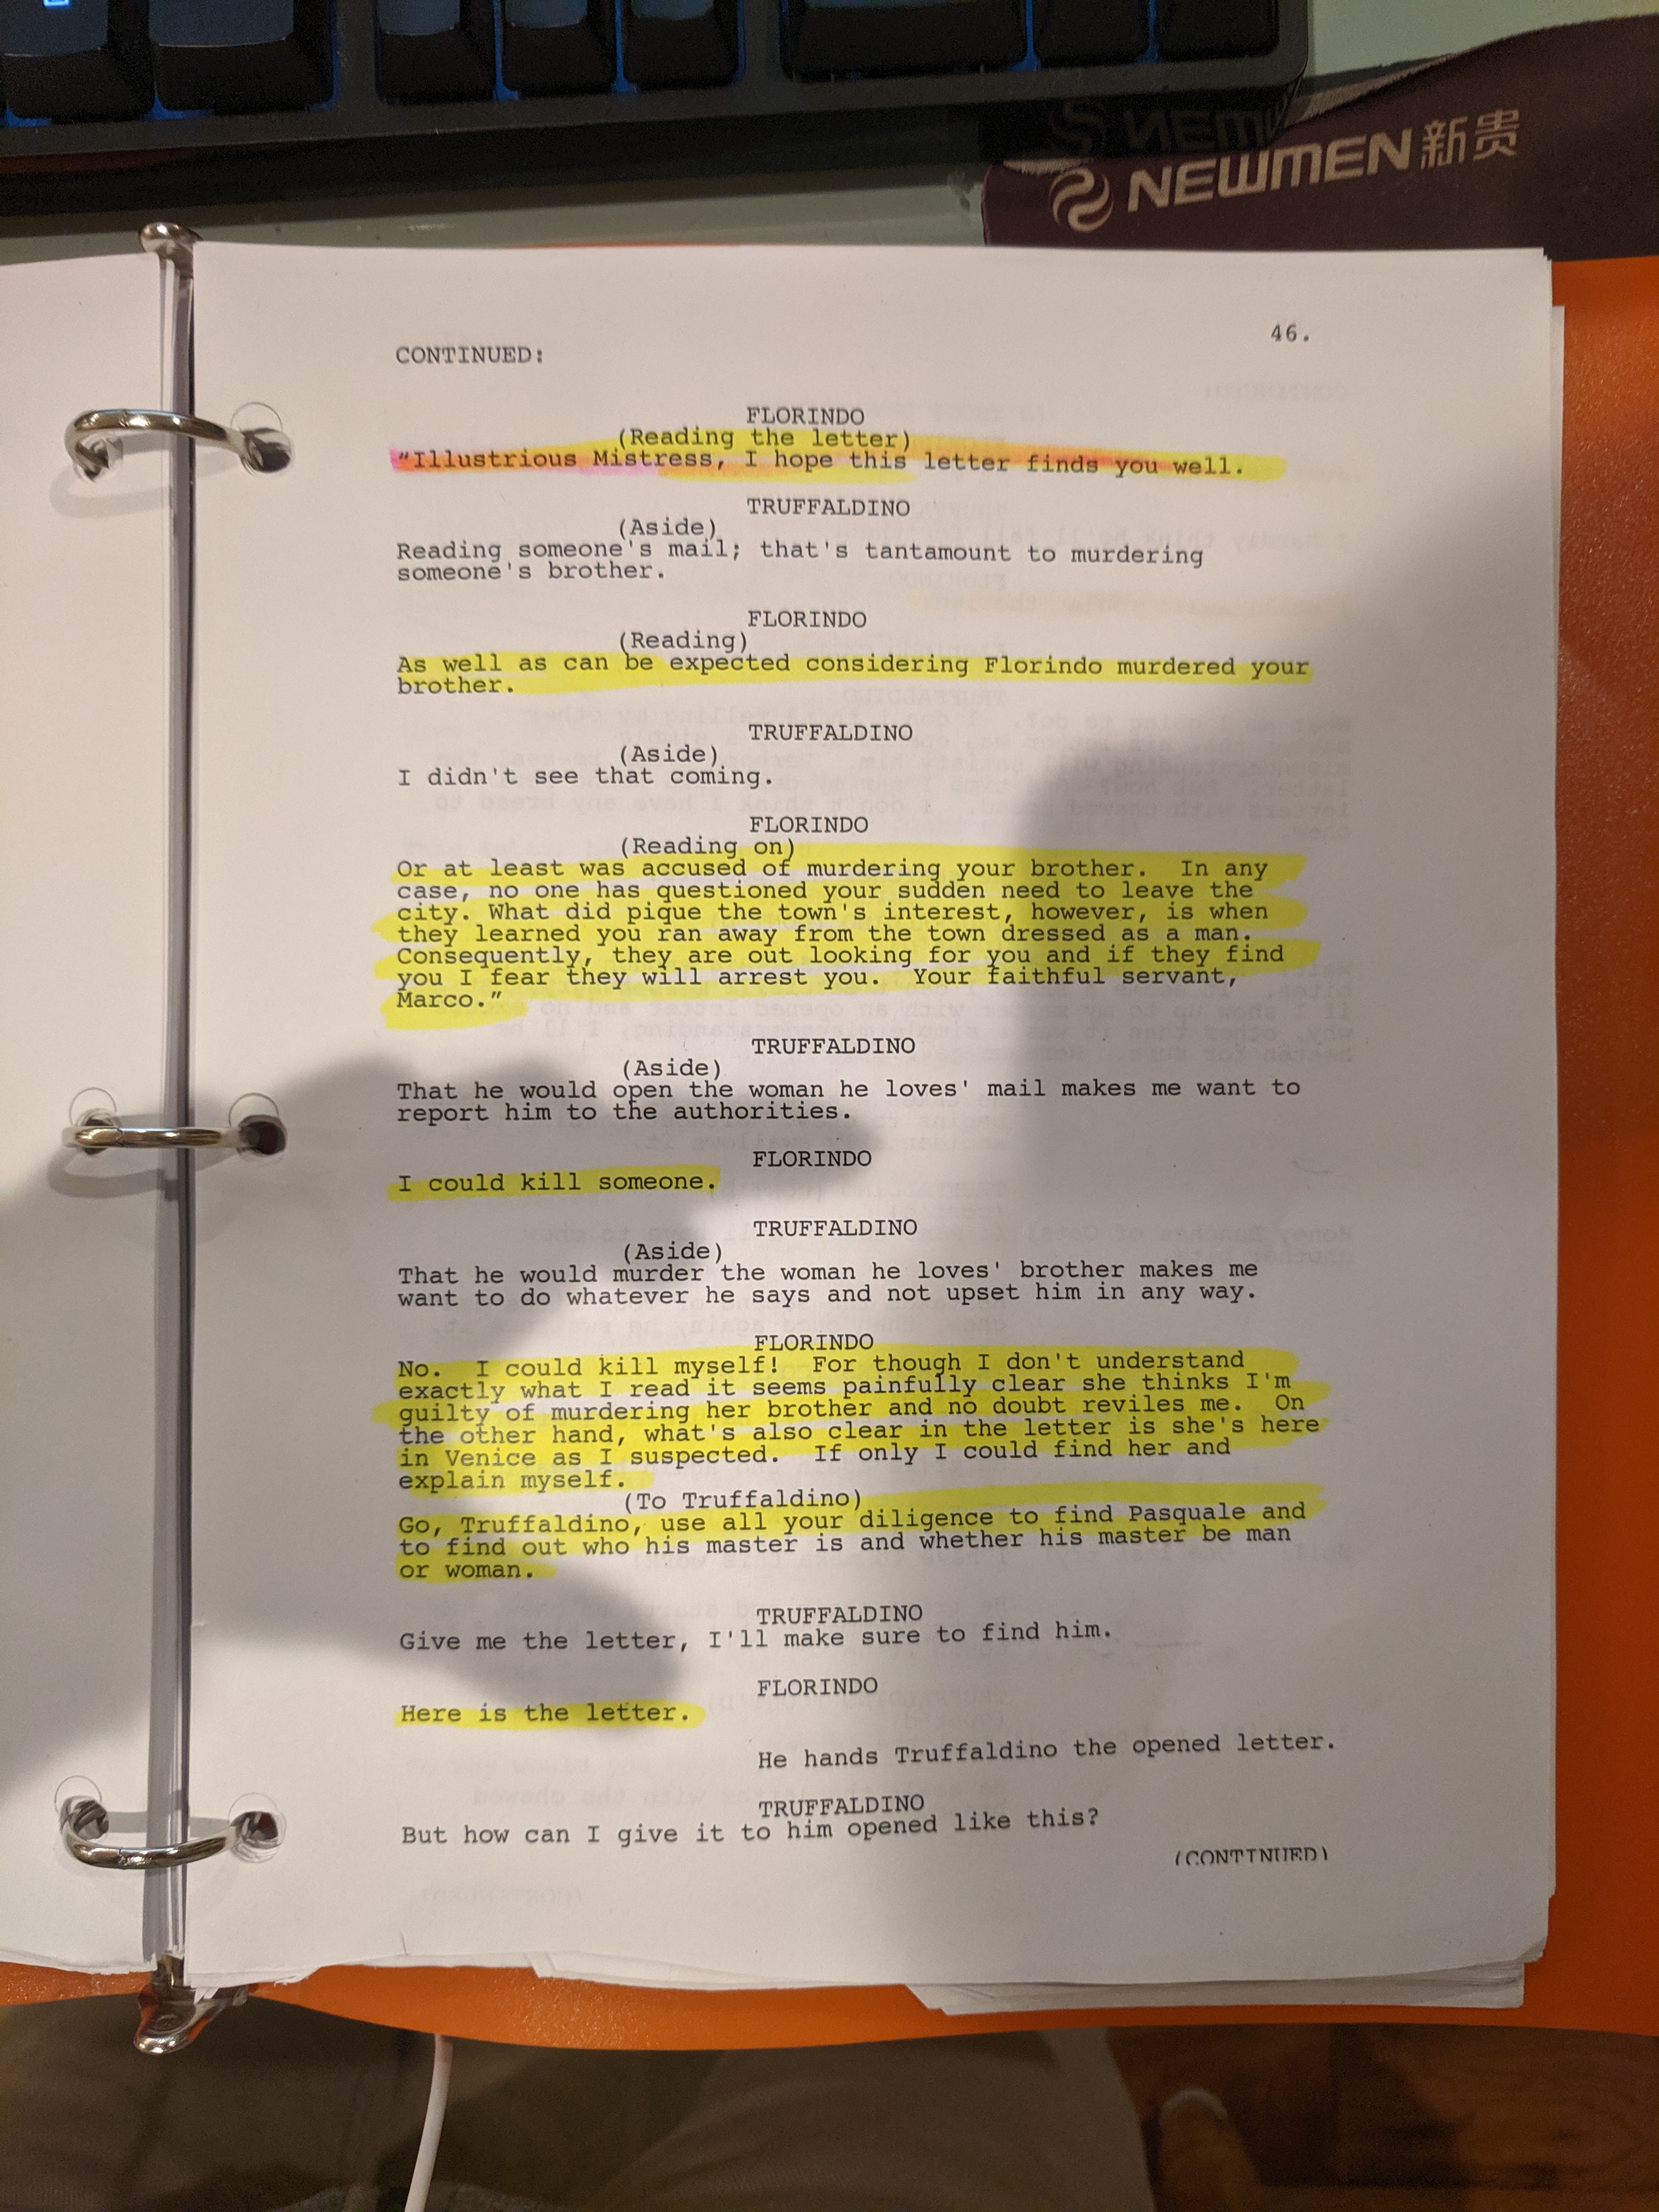 NEWMEN新贵
46.
CONTINUED:
FLORINDO
(Reading the letter)
"Illustrious Mistress, I hope this letter finds you well.
TRUFFALDINO
(Aside)
Reading someone's mail; that's tantamount to murdering
someone's brother.
FLORINDO
(Reading)
As well as can be expected considering Florindo murdered your
brother.
TRUFFALDINO
(Aside)
I didn't see that coming.
FLORINDO
(Reading on)
Or at least was accused of murdering your brother.  In any
case, no one has questioned your sudden need to leave the
city. What did pique the town's interest, however, is when
they learned you ran away from the town dressed as a man.
Consequently, they are out looking for you and if they find
you I fear they will arrest you.  Your faithful servant,
Marco."
TRUFFALDINO
(Aside)
That he would open the woman he loves' mail makes me want to
report him to the authorities.
FLORINDO
I could kill someone.
TRUFFALDINO
(Aside)
That he would murder the woman he loves' brother makes me
want to do whatever he says and not upset him in any way.
FLORINDO
No.  I could kill myself!  For though I don't understand
exactly what I read it seems painfully clear she thinks I'm
guilty of murdering her brother and no doubt reviles me.  On
the other hand, what's also clear in the letter is she's here
in Venice as I suspected.  If only I could find her and
explain myself.
(To Truffaldino)
Go, Truffaldino, use all your diligence to find Pasquale and
to find out who his master is and whether his master be man
or woman.
TRUFFALDINO
Give me the letter, I'll make sure to find him.
FLORINDO
Here is the letter.
He hands Truffaldino the opened letter.
TRUFFALDINO
But how can I give it to him opened like this?
(CONTINUED)